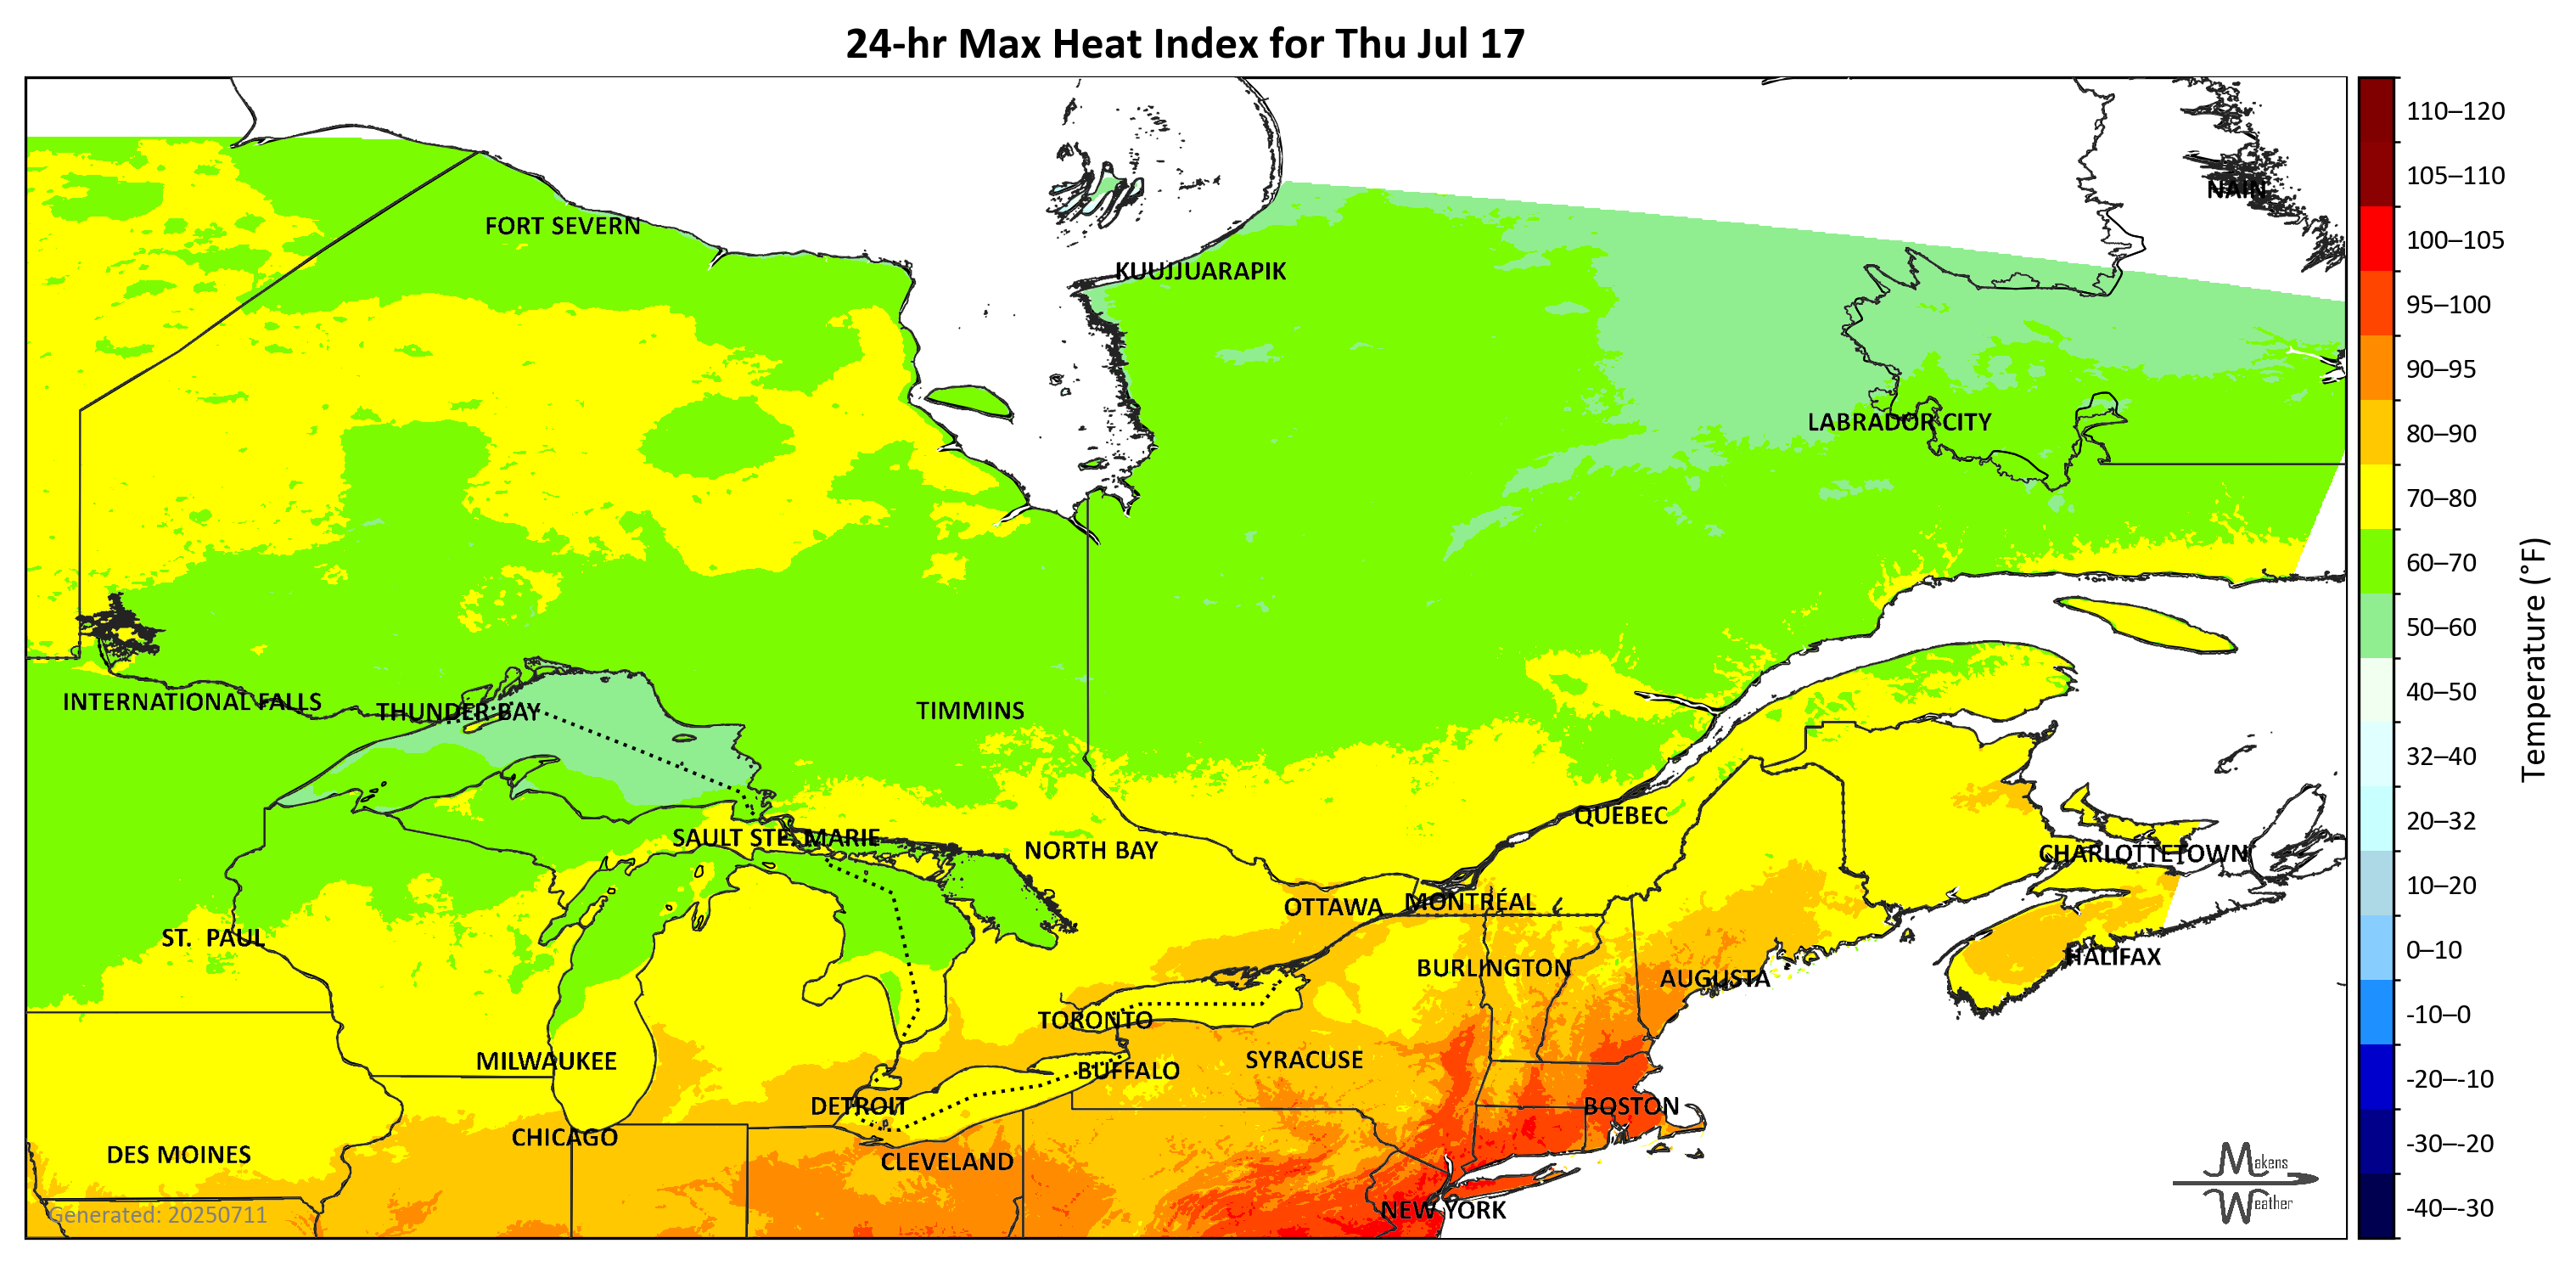 24-hr Max Heat Index for Thu Jul 17
110–120
105–110
NAIN
FORT SEVERN
100–105
KUUJJUARAPIK
95–100
90–95
LABRADOR CITY
80–90
70–80
60–70
50–60
Temperature (°F)
40–50
INTERNATIONAL FALLS
THUNDER BAY
TIMMINS
32–40
QUEBEC
20–32
SAULT STE. MARIE
NORTH BAY
CHARLOTTETOWN
10–20
OTTAWA
MONTRÉAL
ST. PAUL
HALIFAX
0–10
BURLINGTON
AUGUSTA
-10–0
TORONTO
MILWAUKEE
BUFFALO
SYRACUSE
-20–-10
DETROIT
BOSTON
CHICAGO
-30–-20
DES MOINES
CLEVELAND
Makens
Weather
NEW YORK
-40–-30
Generated: 20250711